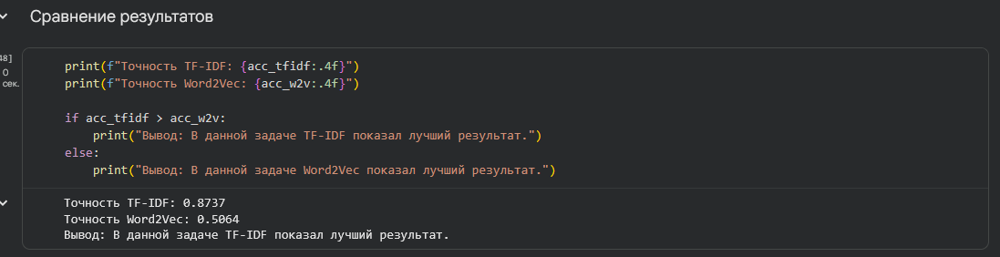 Сравнение результатов
48]
0
сек.
print(f"Точность TF-IDF: {acc_tfidf:.4f}")
print(f"Точность Word2Vec: {acc_w2v:.4f}")
if acc_tfidf > acc_w2v:
    print("Вывод: В данной задаче TF-IDF показал лучший результат.")
else:
    print("Вывод: В данной задаче Word2Vec показал лучший результат.")
Точность TF-IDF: 0.8737
Точность Word2Vec: 0.5064
Вывод: В данной задаче TF-IDF показал лучший результат.